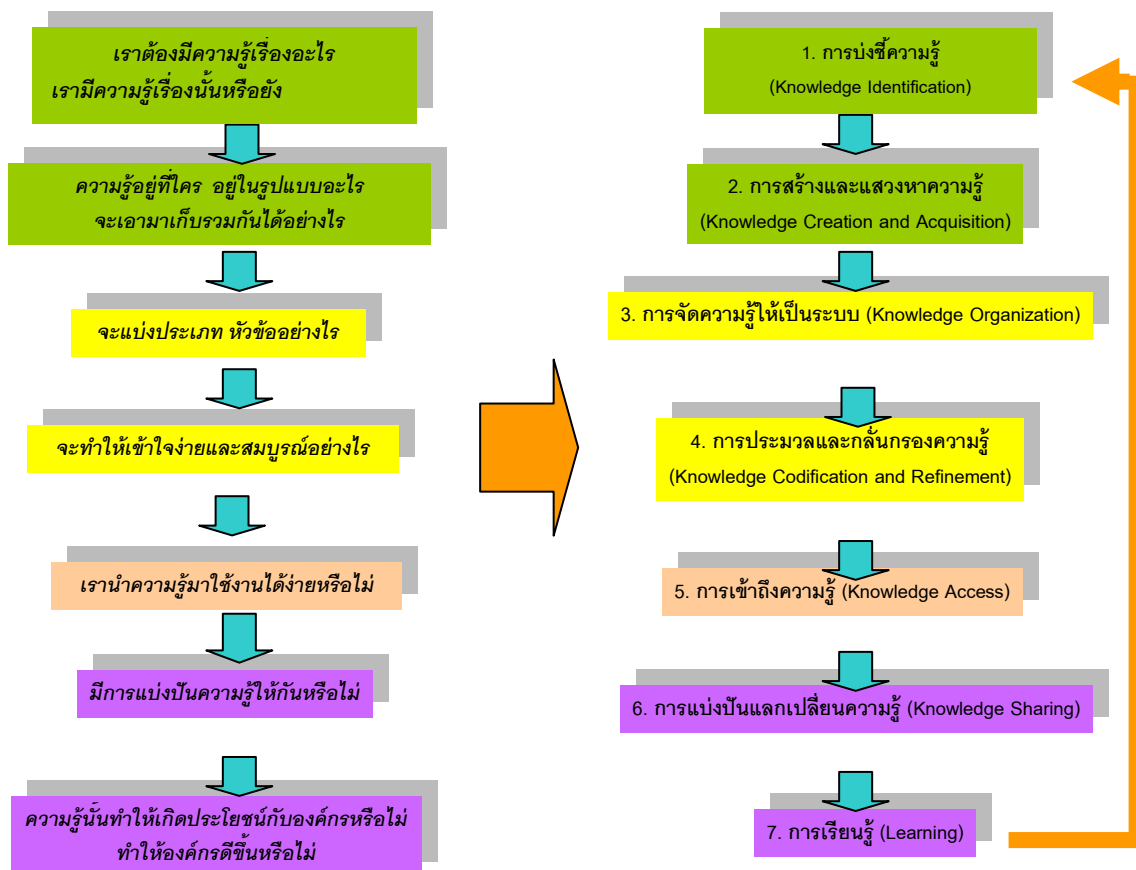 เราต้องมีความรู้เรื่องอะไร
เรามีความรู้เรื่องนั้นหรือยัง
ความรู้อยู่ที่ใคร อยู่ในรูปแบบอะไร
จะเอามาเก็บรวมกันได้อย่างไร
จะแบ่งประเภท หัวข้ออย่างไร
จะทำให้เข้าใจง่ายและสมบูรณ์อย่างไร
เรานำความรู้มาใช้งานได้ง่ายหรือไม่
มีการแบ่งปันความรู้ให้กันหรือไม่
ความรู้นั้นทำให้เกิดประโยชน์กับองค์กรหรือไม่
ทำให้องค์กรดีขึ้นหรือไม่
1. การบ่งชี้ความรู้
(Knowledge Identification)
2. การสร้างและแสวงหาความรู้
(Knowledge Creation and Acquisition)
3. การจัดความรู้ให้เป็นระบบ (Knowledge Organization)
4. การประมวลและกลั่นกรองความรู้
(Knowledge Codification and Refinement)
5. การเข้าถึงความรู้ (Knowledge Access)
6. การแบ่งปันแลกเปลี่ยนความรู้ (Knowledge Sharing)
7. การเรียนรู้ (Learning)